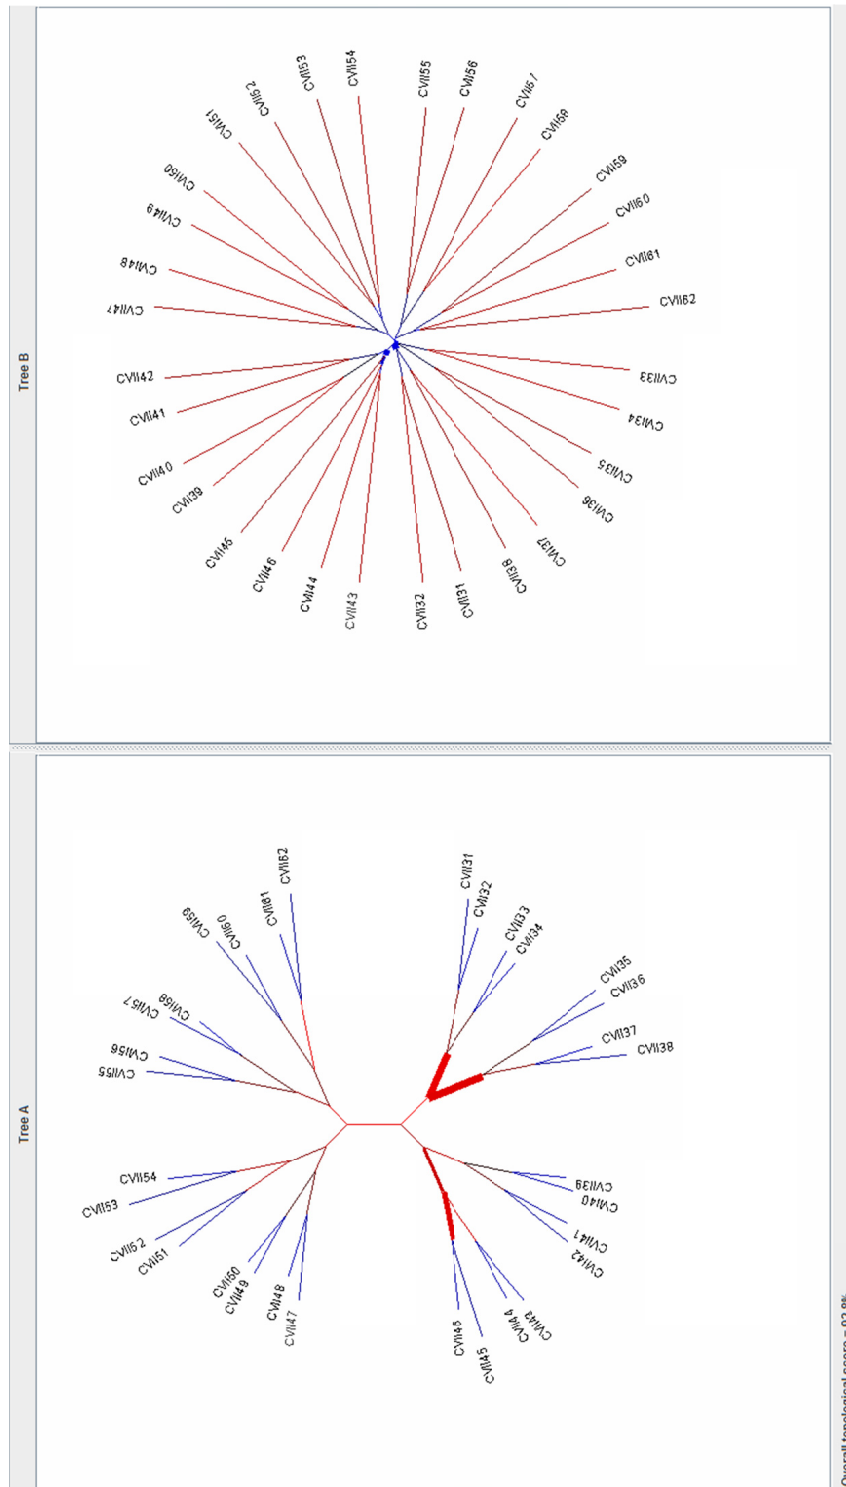 Tree B
CVII54
CVII53
CVII52
CVII51
CVII50
CVII49
CVII48
CVII47
CVII55
CVII56
CVII57
CVII58
CVII59
CVII60
CVII61
CVII62
CVII42
CVII41
CVII40
CVII39
CVII45
CVII46
CVII44
CVII43
CVII32
CVII31
CVII38
CVII37
CVII36
CVII35
CVII34
CVII33
Tree A
CVII62
CVII61
CVII60
CVII59
CVII58
CVII57
CVII56
CVII55
CVII31
CVII32
CVII33
CVII34
CVII35
CVII36
CVII37
CVII38
CVII54
CVII53
CVII52
CVII51
CVII50
CVII49
CVII48
CVII47
CVII39
CVII40
CVII41
CVII42
CVII43
CVII44
CVII45
Overall topological score =